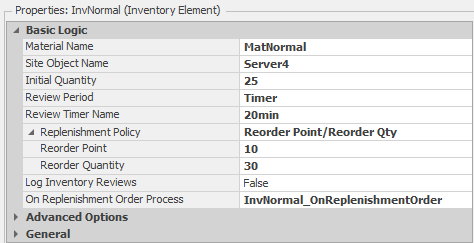 Properties: InvNormal (Inventory Element)
Basic Logic
Material Name MatNormal
Site Object Name Server4
Initial Quantity 25
Review Period Timer
Review Timer Name 20min
Replenishment Policy Reorder Point/Reorder Qty
Reorder Point 10
Reorder Quantity 30
Log Inventory Reviews False
On Replenishment Order Process InvNormal_OnReplenishmentOrder
Advanced Options
General